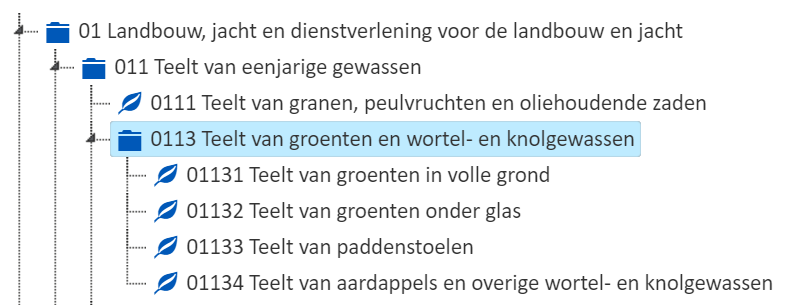 01 Landbouw, jacht en dienstverlening voor de landbouw en jacht
011 Teelt van eenjarige gewassen
0111 Teelt van granen, peulvruchten en oliehoudende zaden
0113 Teelt van groenten en wortel- en knolgewassen
01131 Teelt van groenten in volle grond
01132 Teelt van groenten onder glas
01133 Teelt van paddenstoelen
01134 Teelt van aardappels en overige wortel- en knolgewassen